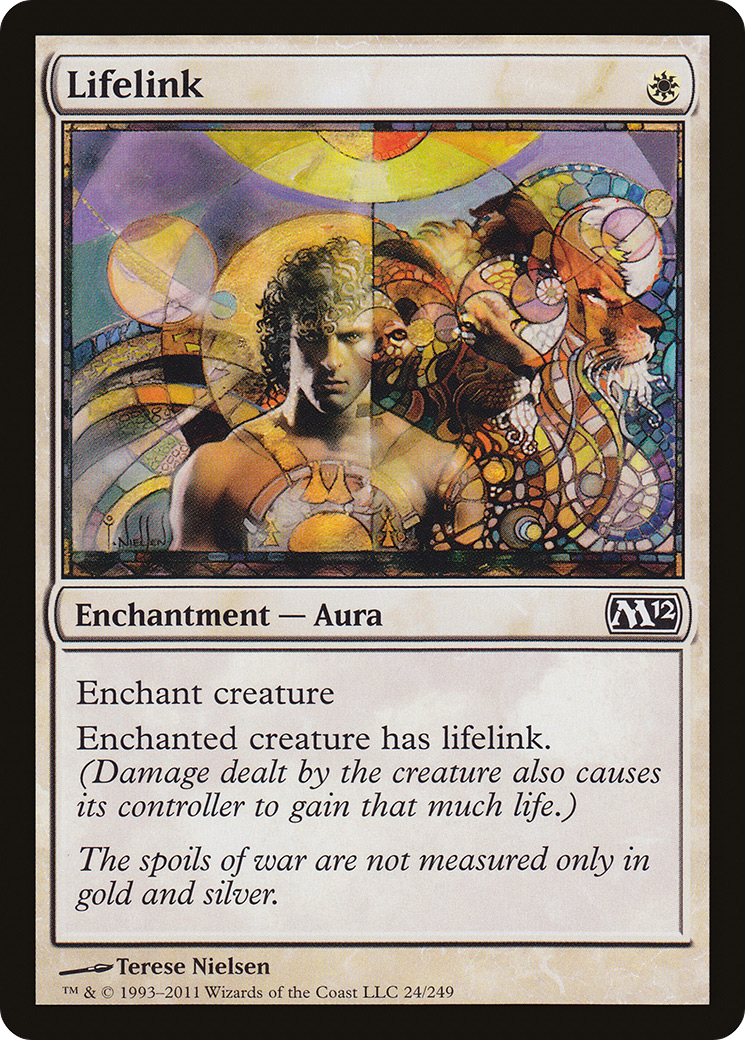 Lifelink
J. NIELSEN
Enchantment — Aura
M12
Enchant creature
Enchanted creature has lifelink.
(Damage dealt by the creature also causes
its controller to gain that much life.)
The spoils of war are not measured only in
gold and silver.
Terese Nielsen
™ & © 1993–2011 Wizards of the Coast LLC 24/249